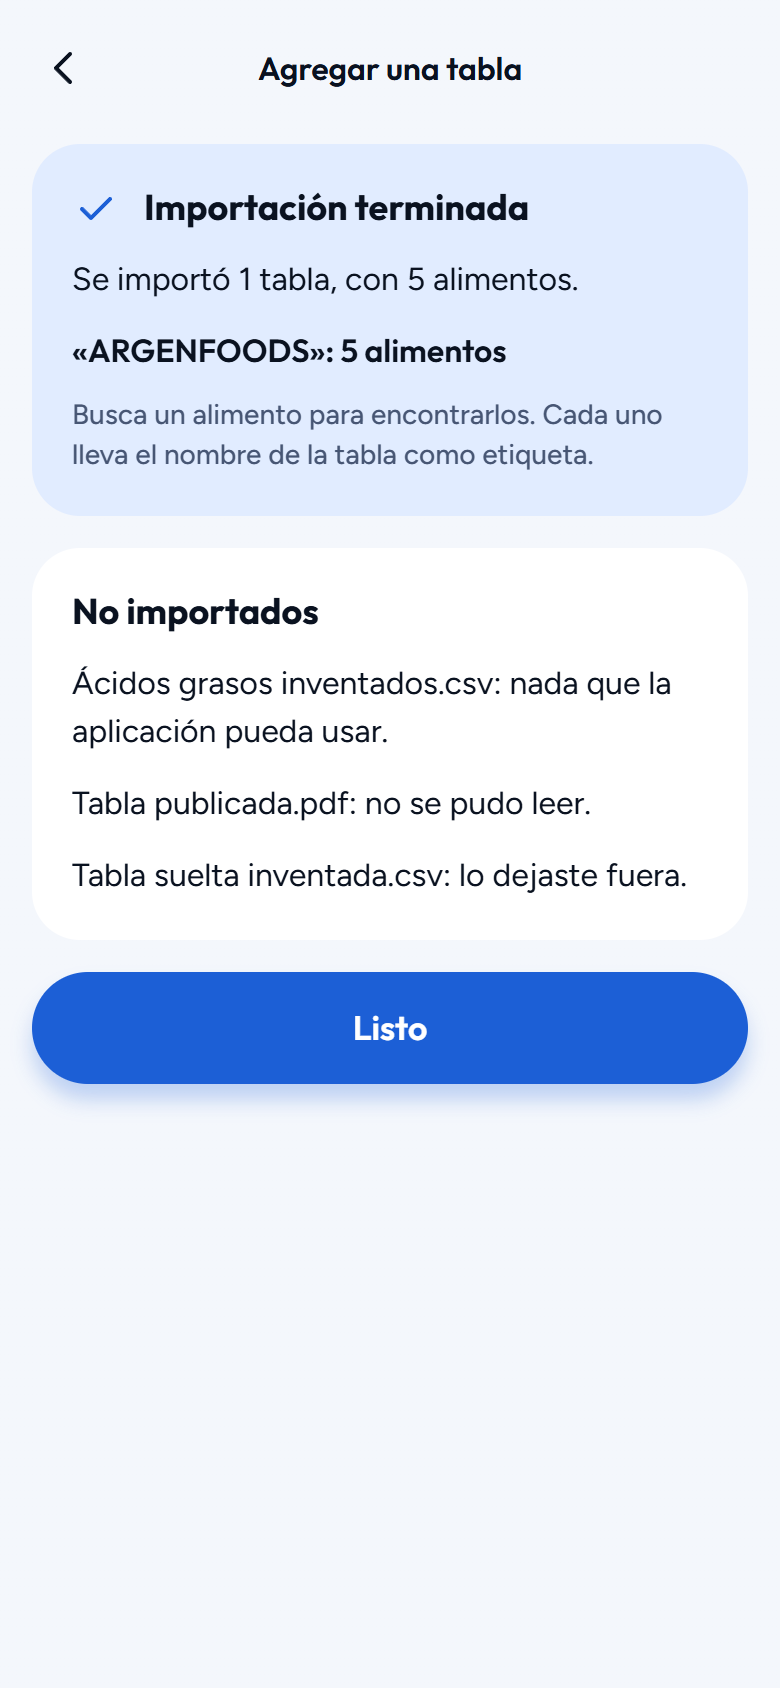 Agregar una tabla
Importación terminada
Se importó 1 tabla, con 5 alimentos.
«ARGENFOODS»: 5 alimentos
Busca un alimento para encontrarlos. Cada uno
lleva el nombre de la tabla como etiqueta.
No importados
Ácidos grasos inventados.csv: nada que la
aplicación pueda usar.
Tabla publicada.pdf: no se pudo leer.
Tabla suelta inventada.csv: lo dejaste fuera.
Listo